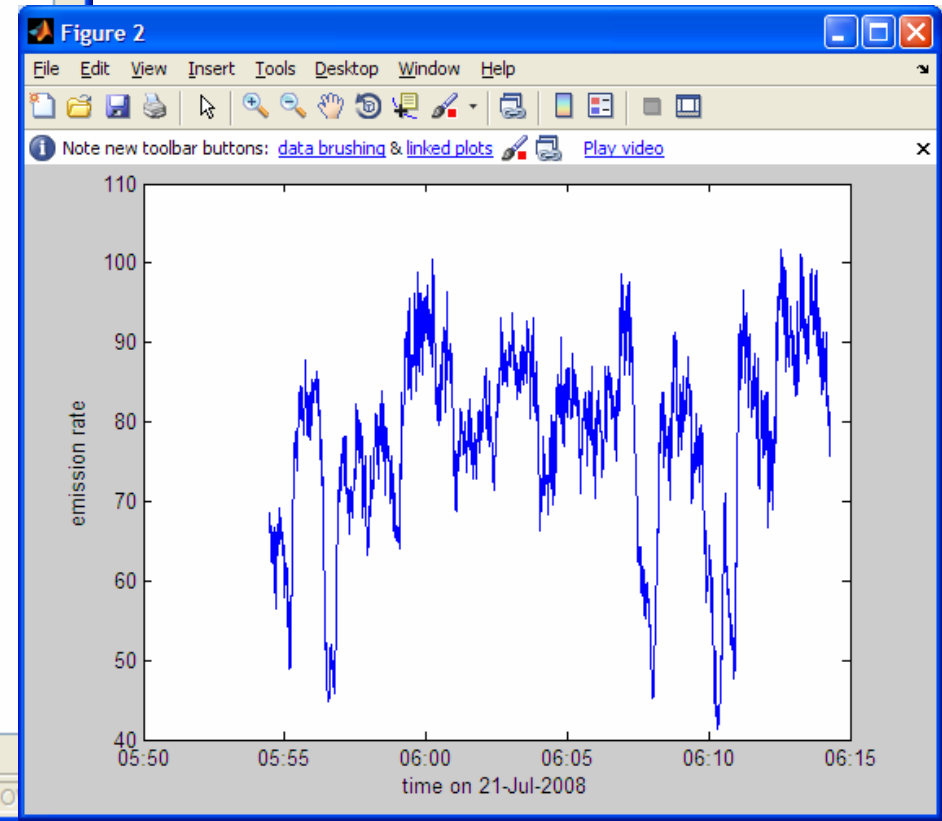 Figure 2
File Edit View Insert Tools Desktop Window Help
Note new toolbar buttons: data brushing & linked plots Play video
110
100
90
80
70
60
50
40
emission rate
05:50 05:55 06:00 06:05 06:10 06:15
time on 21-Jul-2008